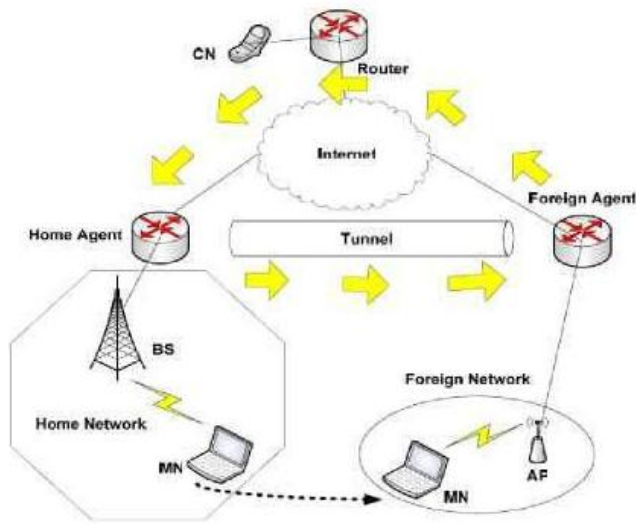 CN
Router
Internet
Foreign Agent
Home Agent
Tunnel
BS
Foreign Network
Home Network
MN
MN
AP